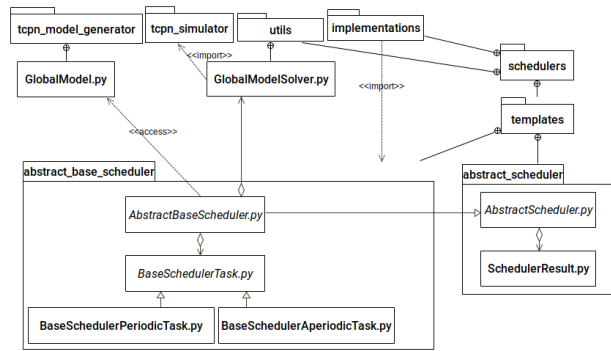 tcpn_model_generator
tcpn_simulator
utils
implementations
<<import>>
schedulers
GlobalModel.py
GlobalModelSolver.py
<<import>>
templates
<<access>>
abstract_base_scheduler
abstract_scheduler
AbstractBaseScheduler.py
AbstractScheduler.py
BaseSchedulerTask.py
SchedulerResult.py
BaseSchedulerPeriodicTask.py
BaseSchedulerAperiodicTask.py